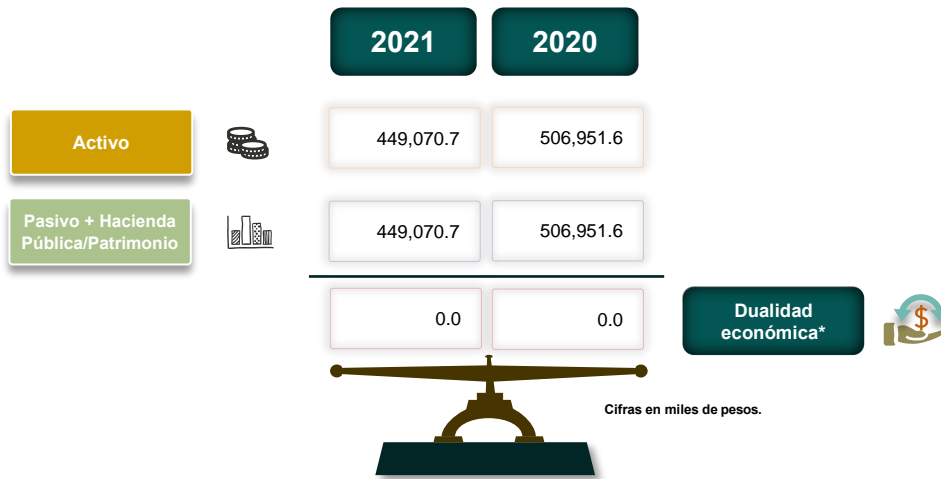 2021 2020
Activo 449,070.7 506,951.6
Pasivo + Hacienda
Pública/Patrimonio 449,070.7 506,951.6
0.0 0.0
Dualidad
económica*
$
Cifras en miles de pesos.